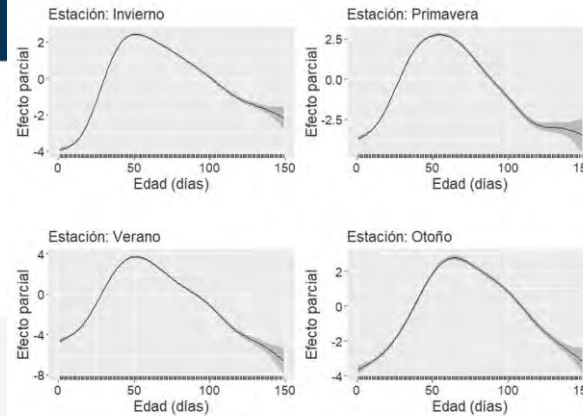 Estación: Invierno
Efecto parcial
2
0
-2
-4
0 50 100 150
Edad (días)
Estación: Primavera
Efecto parcial
2.5
0.0
-2.5
0 50 100
Edad (días)
Estación: Verano
Efecto parcial
4
0
-4
-8
0 50 100 150
Edad (días)
Estación: Otoño
Efecto parcial
2
0
-2
-4
0 50 100
Edad (días)